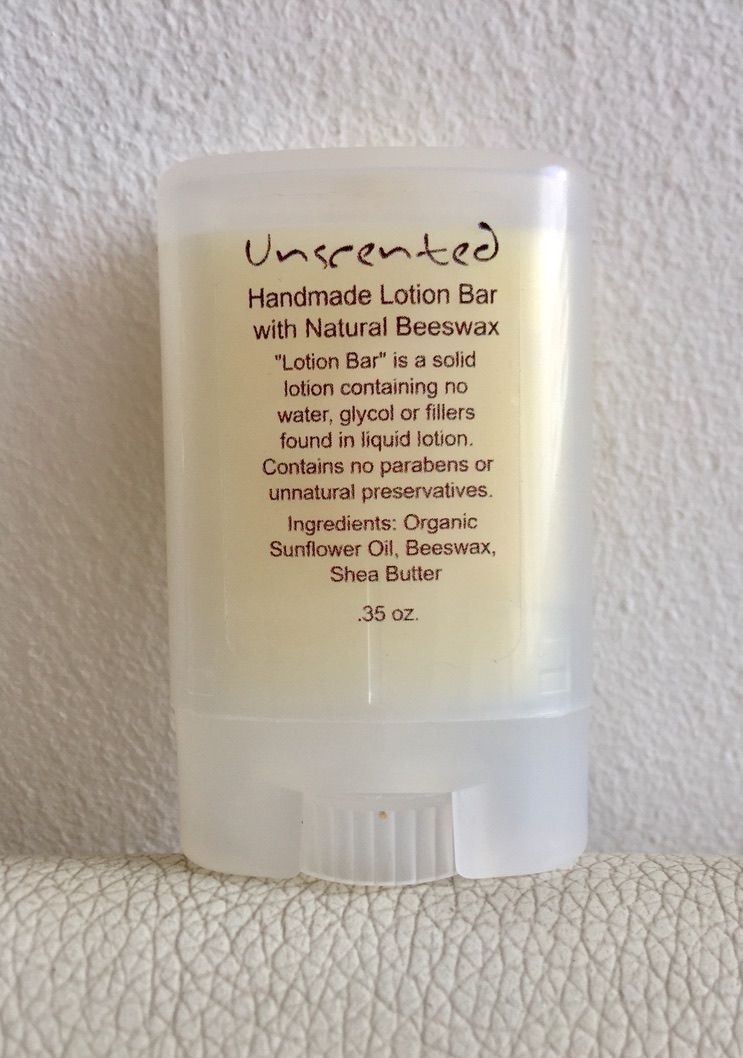 Unscented
Handmade Lotion Bar
with Natural Beeswax
"Lotion Bar" is a solid
lotion containing no
water, glycol or fillers
found in liquid lotion.
Contains no parabens or
unnatural preservatives.
Ingredients: Organic
Sunflower Oil, Beeswax,
Shea Butter
.35 oz.